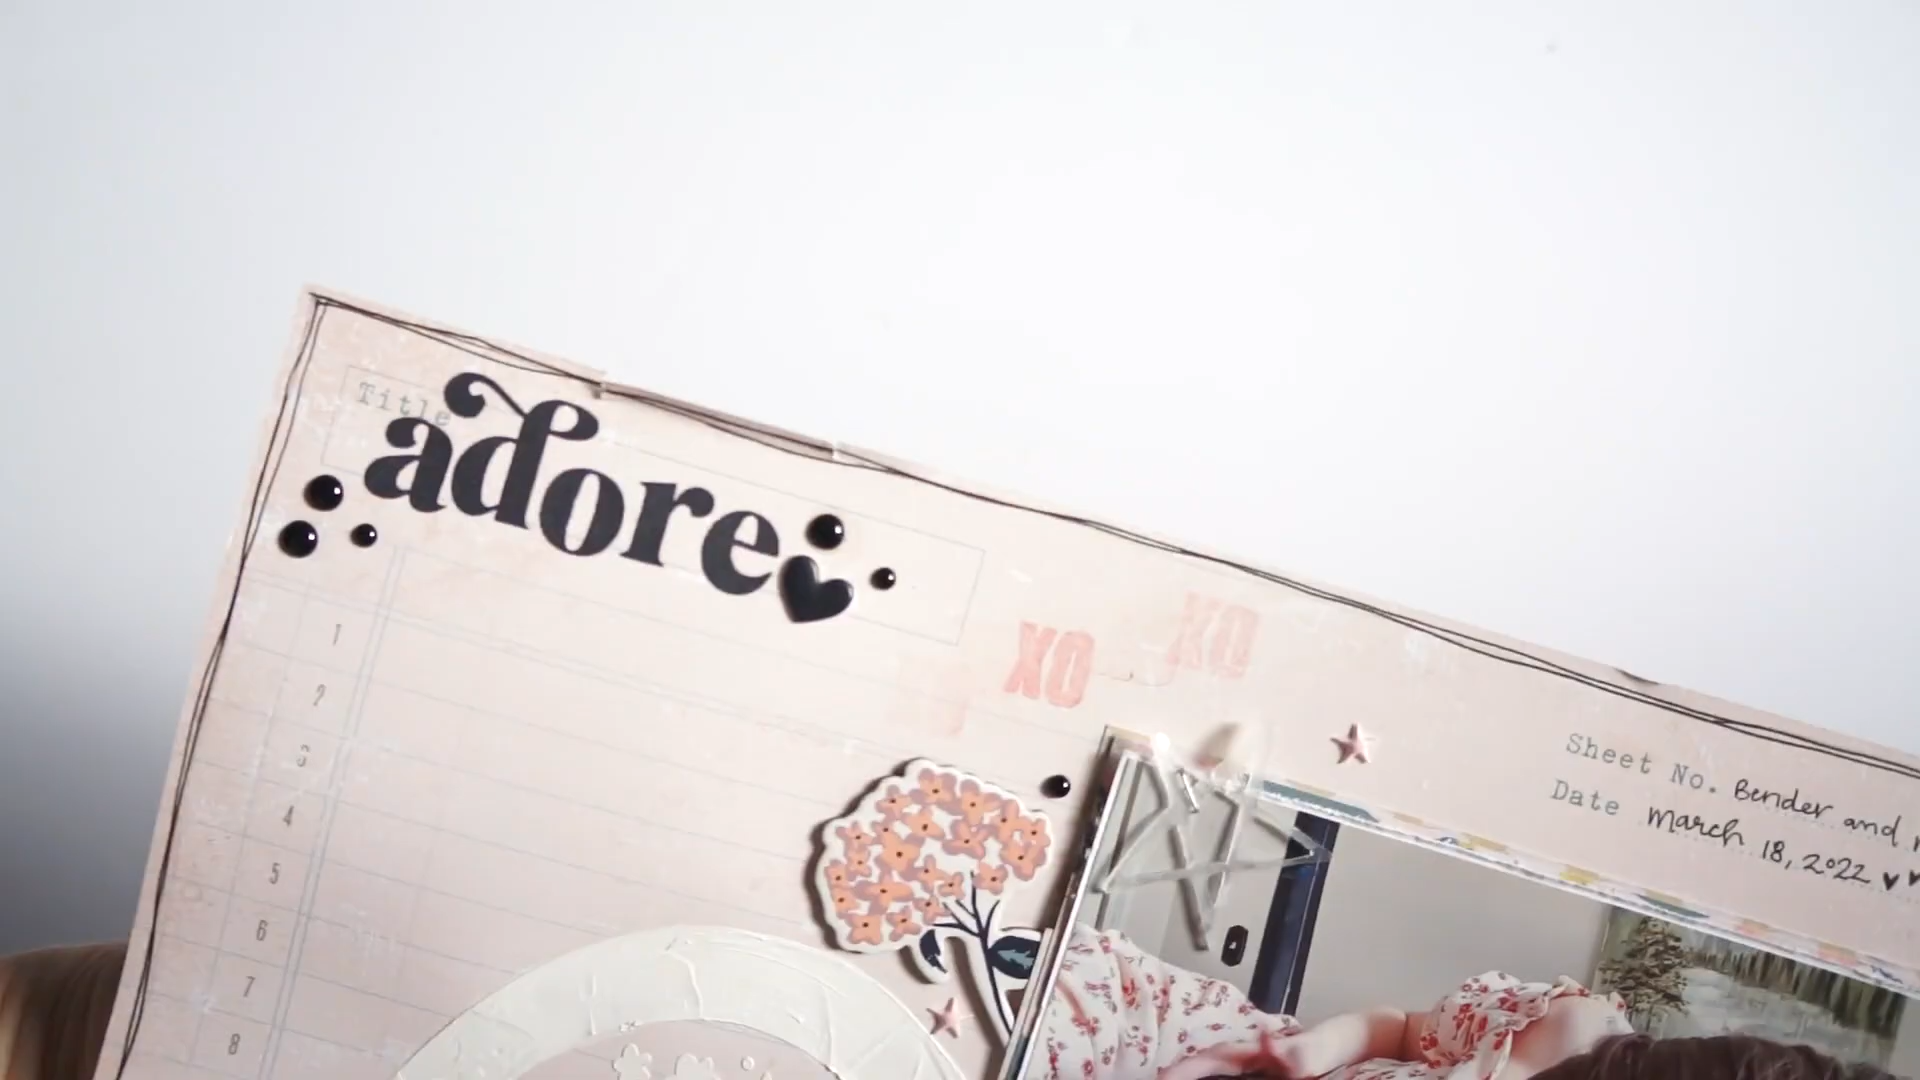 Title
adore
XO XO
Sheet No. Bender and
Date March 18, 2022
1
2
3
4
5
6
7
8